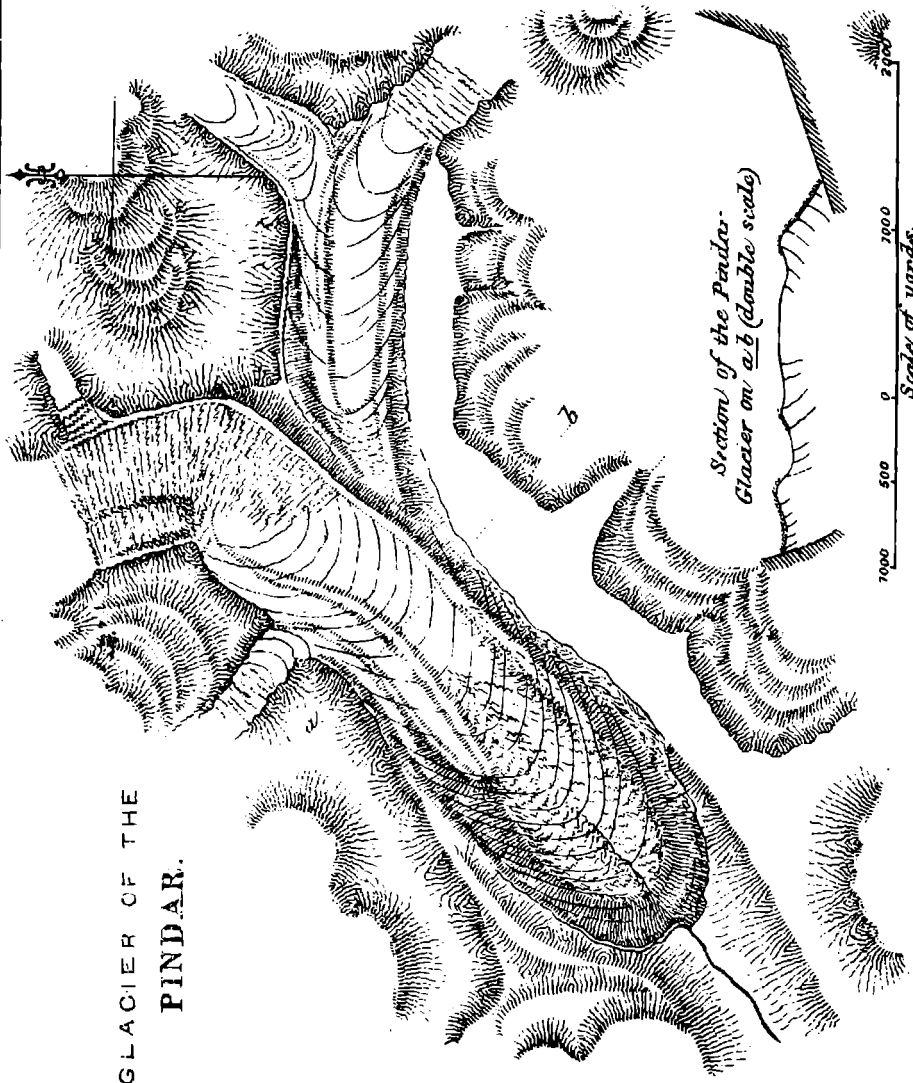 GLACIER OF THE
PINDAR.
a
b
Section of the Pindar-
Glacier on ab (double scale)
1000 500 0 1000 2000
Scale of yards.